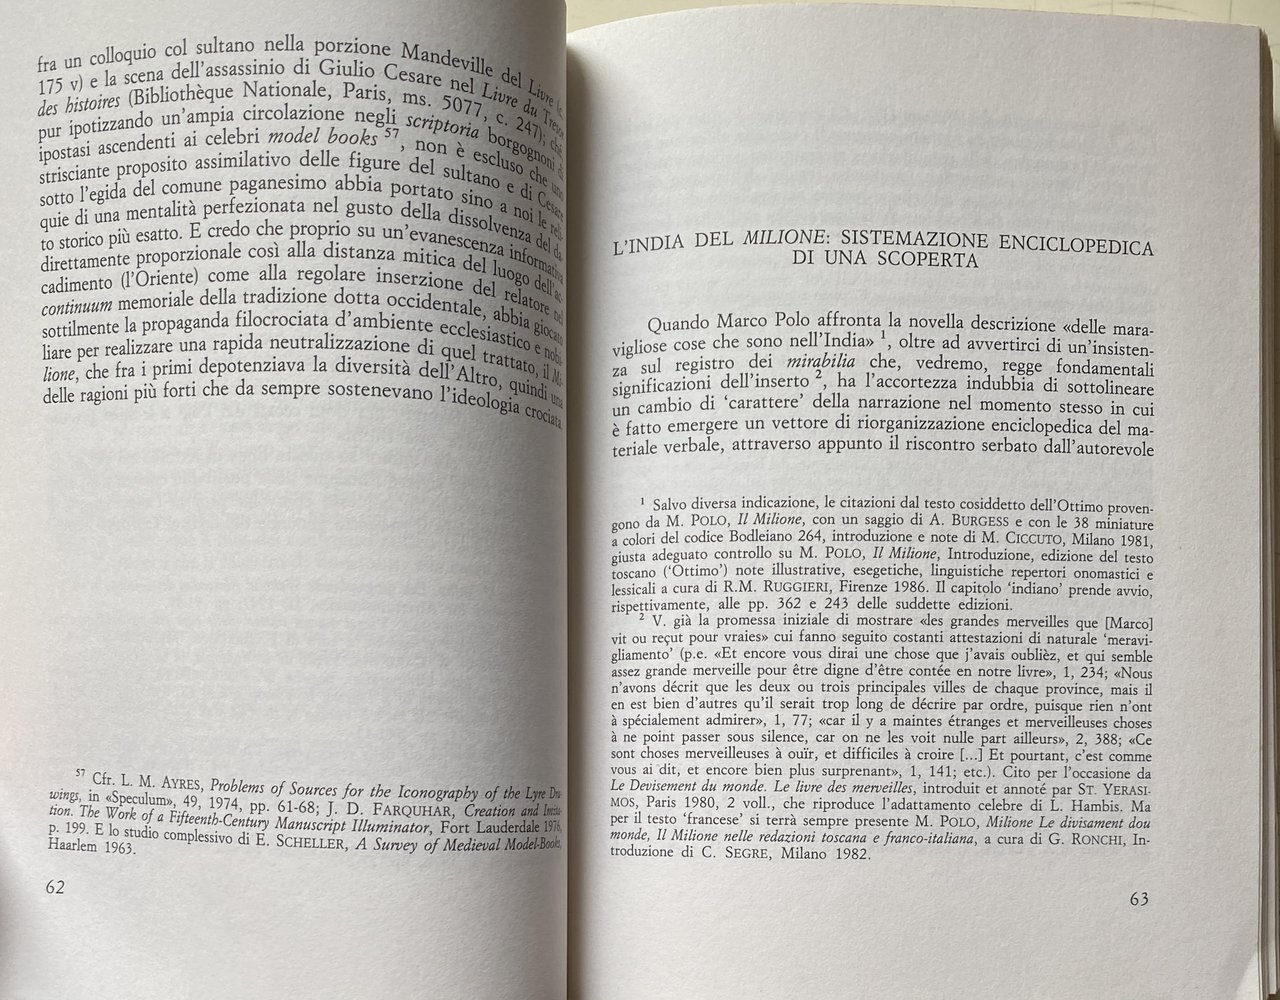 fra un colloquio col sultano nella porzione Mandeville del Livre (c.
175 v) e la scena dell'assassinio di Giulio Cesare nel Livre du Tresor
des histoires (Bibliothèque Nationale, Paris, ms. 5077, c. 247); ché
pur ipotizzando un'ampia circolazione negli scriptoria borgognoni di
ipostasi ascendenti ai celebri model books 57, non è escluso che uno
strisciante proposito assimilativo delle figure del sultano e di Cesare
sotto l'egida del comune paganesimo abbia portato sino a noi le reli-
quie di una mentalità perfezionata nel gusto della dissolvenza del da-
to storico più esatto. E credo che proprio su un'evanescenza informativa
direttamente proporzionale così alla distanza mitica del luogo dell'ac-
cadimento (l'Oriente) come alla regolare inserzione del relatore nel
continuum memoriale della tradizione dotta occidentale, abbia giocato
sottilmente la propaganda filocrociata d'ambiente ecclesiastico e nobi-
liare per realizzare una rapida neutralizzazione di quel trattato, il Mi-
lione, che fra i primi depotenziava la diversità dell'Altro, quindi una
delle ragioni più forti che da sempre sostenevano l'ideologia crociata.
57 Cfr. L. M. AYRES, Problems of Sources for the Iconography of the Lyre Dra-
wings, in «Speculum», 49, 1974, pp. 61-68; J. D. FARQUHAR, Creation and Imita-
tion. The Work of a Fifteenth-Century Manuscript Illuminator, Fort Lauderdale 1976,
p. 199. E lo studio complessivo di E. SCHELLER, A Survey of Medieval Model-Books,
Haarlem 1963.
62
L'INDIA DEL MILIONE: SISTEMAZIONE ENCICLOPEDICA
DI UNA SCOPERTA
Quando Marco Polo affronta la novella descrizione «delle mara-
vigliose cose che sono nell'India» 1, oltre ad avvertirci di un'insisten-
za sul registro dei mirabilia che, vedremo, regge fondamentali
significazioni dell'inserto 2, ha l'accortezza indubbia di sottolineare
un cambio di 'carattere' della narrazione nel momento stesso in cui
è fatto emergere un vettore di riorganizzazione enciclopedica del ma-
teriale verbale, attraverso appunto il riscontro serbato dall'autorevole
1 Salvo diversa indicazione, le citazioni dal testo cosiddetto dell'Ottimo proven-
gono da M. POLO, Il Milione, con un saggio di A. BURGESS e con le 38 miniature
a colori del codice Bodleiano 264, introduzione e note di M. CICCUTO, Milano 1981,
giusta adeguato controllo su M. POLO, Il Milione, Introduzione, edizione del testo
toscano ('Ottimo') note illustrative, esegetiche, linguistiche repertori onomastici e
lessicali a cura di R.M. RUGGIERI, Firenze 1986. Il capitolo 'indiano' prende avvio,
rispettivamente, alle pp. 362 e 243 delle suddette edizioni.
2 V. già la promessa iniziale di mostrare «les grandes merveilles que [Marco]
vit ou reçut pour vraies» cui fanno seguito costanti attestazioni di naturale 'meravi-
gliamento' (p.e. «Et encore vous dirai une chose que j'avais oublièz, et qui semble
assez grande merveille pour être digne d'être contée en notre livre», 1, 234; «Nous
n'avons décrit que les deux ou trois principales villes de chaque province, mais il
en est bien d'autres qu'il serait trop long de décrire par ordre, puisque rien n'ont
à spécialement admirer», 1, 77; «car il y a maintes étranges et merveilleuses choses
à ne point passer sous silence, car on ne les voit nulle part ailleurs», 2, 388; «Ce
sont choses merveilleuses à ouïr, et difficiles à croire [...] Et pourtant, c'est comme
vous ai dit, et encore bien plus surprenant», 1, 141; etc.). Cito per l'occasione da
Le Devisement du monde. Le livre des merveilles, introduit et annoté par ST. YERASI-
MOS, Paris 1980, 2 voll., che riproduce l'adattamento celebre di L. Hambis. Ma
per il testo 'francese' si terrà sempre presente M. POLO, Milione Le divisament dou
monde, Il Milione nelle redazioni toscana e franco-italiana, a cura di G. RONCHI, In-
troduzione di C. SEGRE, Milano 1982.
63